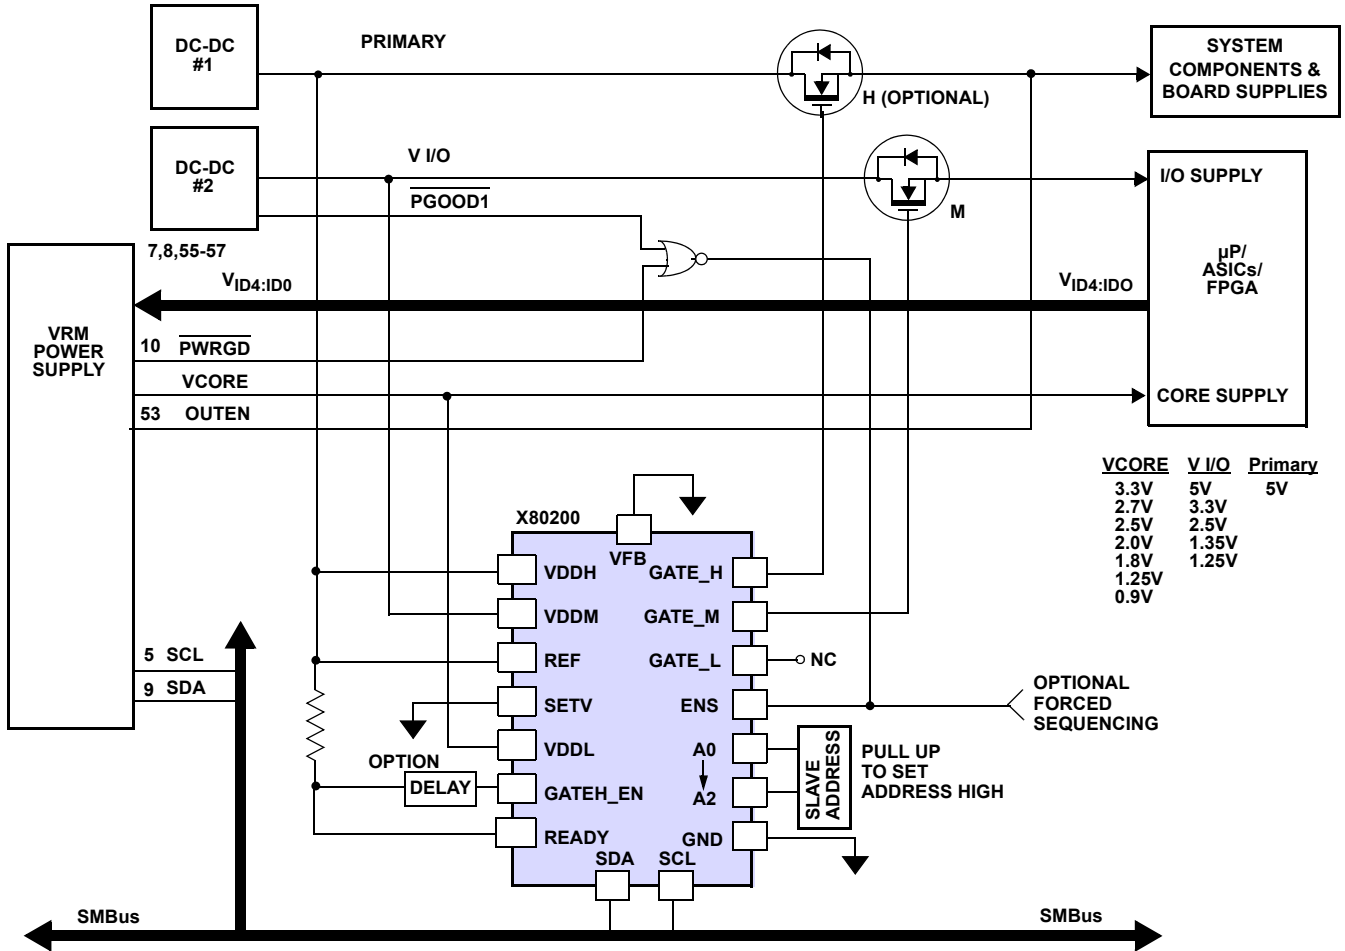 DC-DC
#1
PRIMARY
H (OPTIONAL)
SYSTEM
COMPONENTS &
BOARD SUPPLIES
DC-DC
#2
V I/O
PGOOD1
M
I/O SUPPLY
µP/
ASICs/
FPGA
7,8,55-57
VID4:ID0
VID4:IDO
VRM
POWER
SUPPLY
10 PWRGD
VCORE
CORE SUPPLY
53 OUTEN
VCORE V I/O Primary
3.3V 5V 5V
2.7V 3.3V
2.5V 2.5V
2.0V 1.35V
1.8V 1.25V
1.25V
0.9V
X80200
VFB
VDDH GATE_H
VDDM GATE_M
REF GATE_L NC
SETV ENS
OPTIONAL
FORCED
SEQUENCING
VDDL A0
OPTION
DELAY
GATEH_EN A2
SLAVE
ADDRESS
PULL UP
TO SET
ADDRESS HIGH
READY GND
SDA SCL
5 SCL
9 SDA
SMBus SMBus